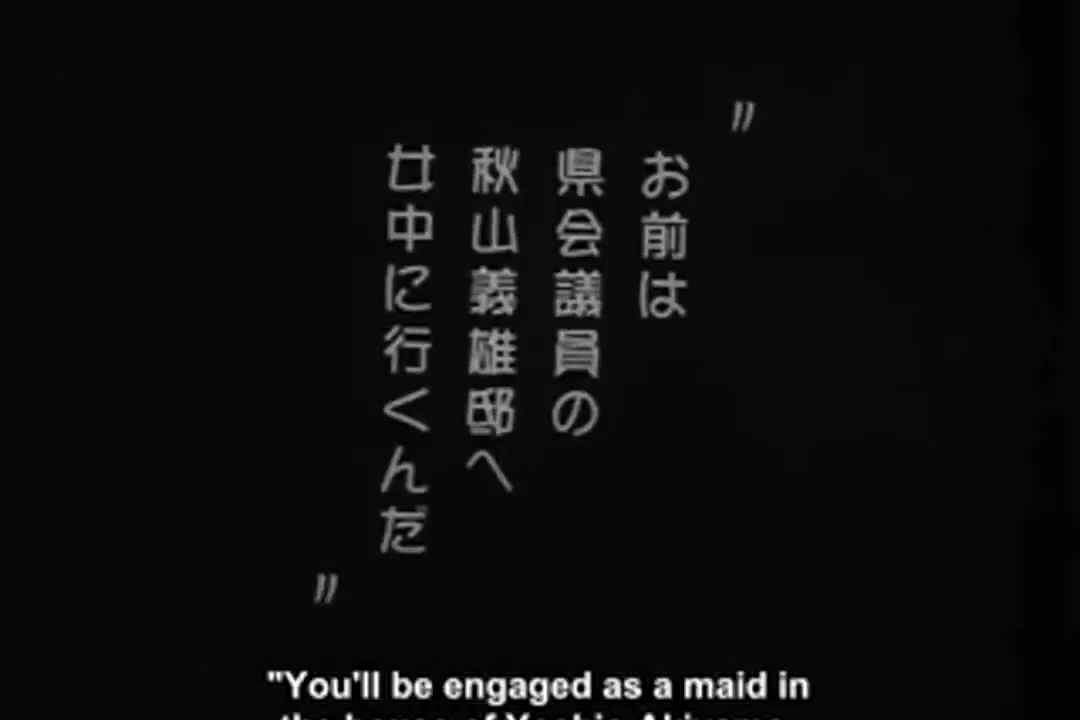 〃
お前は
県会議員の
秋山義雄邸へ
女中に行くんだ
〃
"You'll be engaged as a maid in